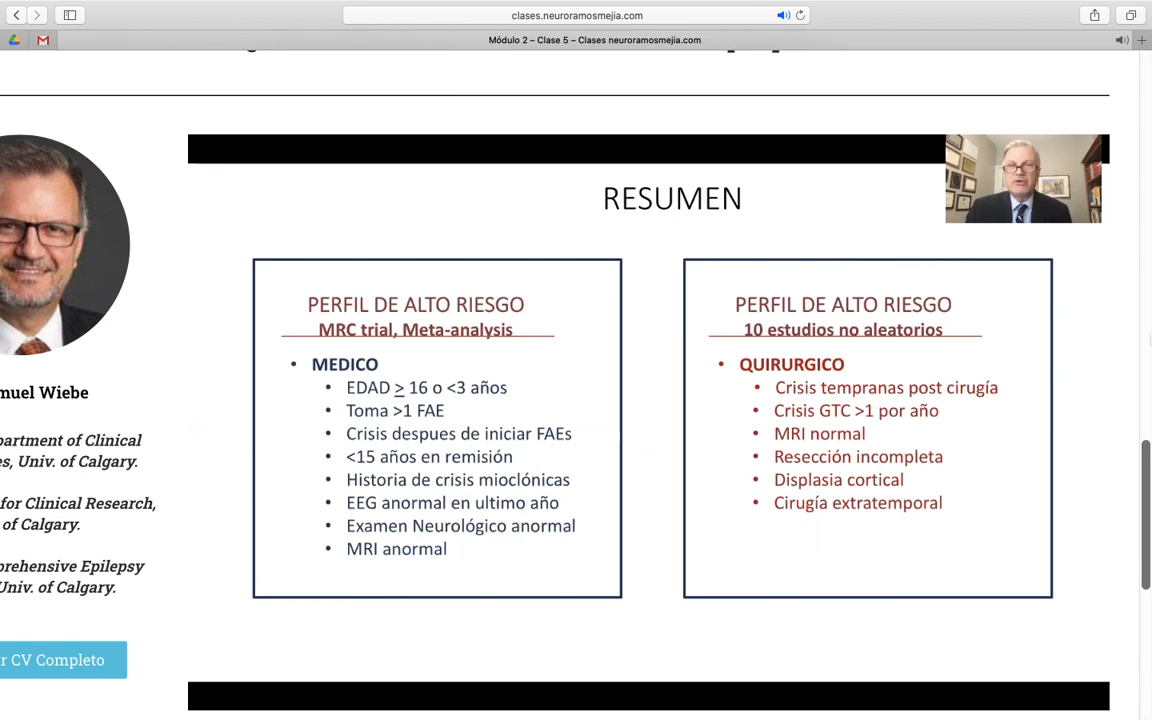 clases.neuroramosmejia.com
Módulo 2 – Clase 5 – Clases neuroramosmejia.com
RESUMEN
PERFIL DE ALTO RIESGO
MRC trial, Meta-analysis
• MEDICO
• EDAD > 16 o <3 años
• Toma >1 FAE
• Crisis despues de iniciar FAEs
• <15 años en remisión
• Historia de crisis mioclónicas
• EEG anormal en ultimo año
• Examen Neurológico anormal
• MRI anormal
PERFIL DE ALTO RIESGO
10 estudios no aleatorios
• QUIRURGICO
• Crisis tempranas post cirugía
• Crisis GTC >1 por año
• MRI normal
• Resección incompleta
• Displasia cortical
• Cirugía extratemporal
muel Wiebe
partment of Clinical
es, Univ. of Calgary.
for Clinical Research,
of Calgary.
prehensive Epilepsy
Univ. of Calgary.
r CV Completo